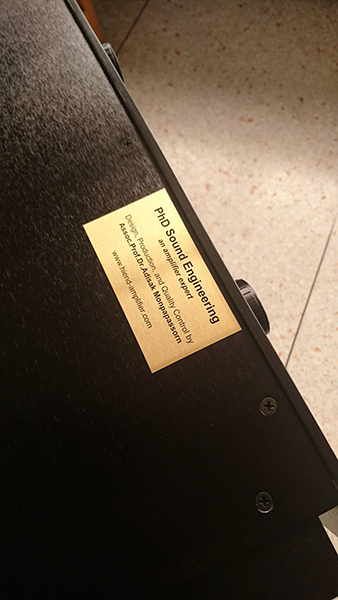 PhD Sound Engineering
an amplifier expert
Design, Production, and Quality Control by
Assoc.Prof.Dr.Adisak Monpapassorn
www.hiend-amplifier.com